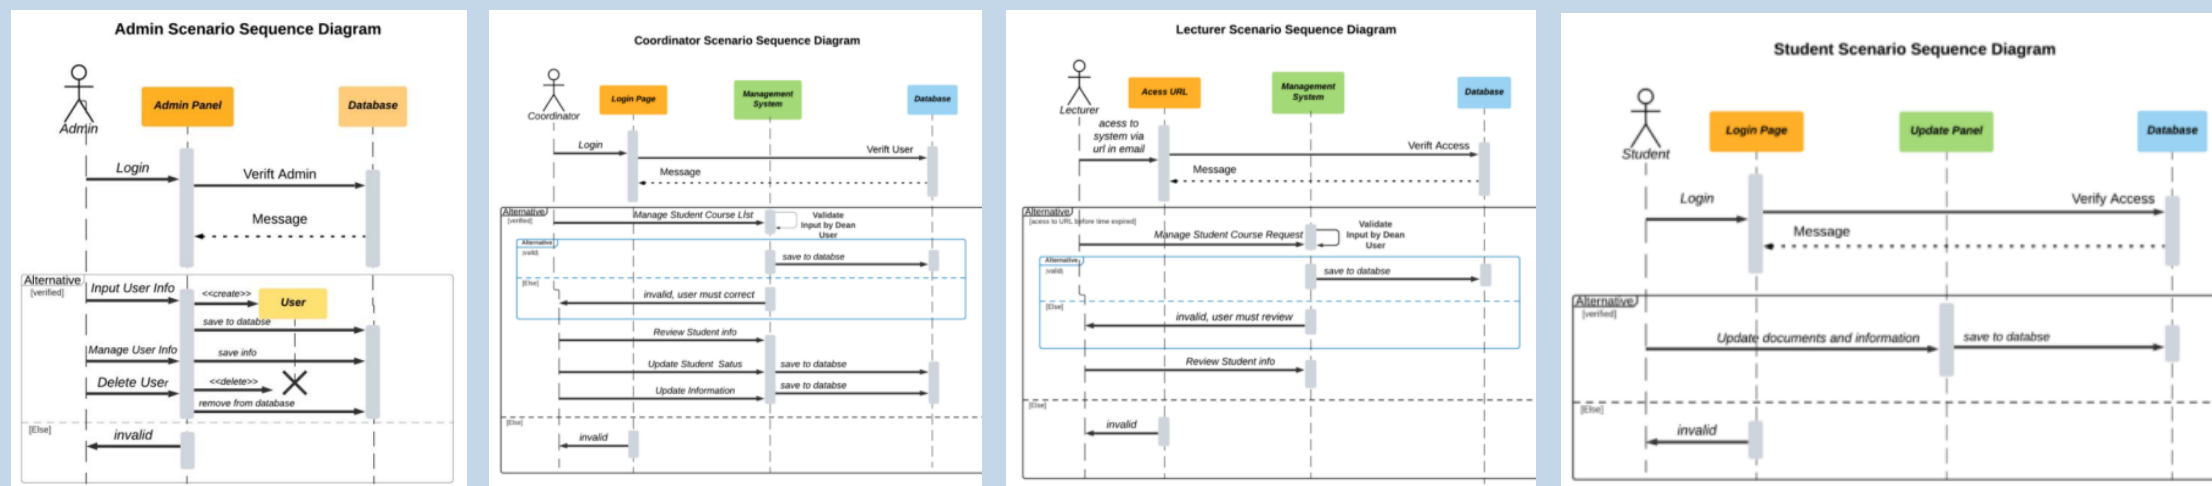 Admin Scenario Sequence Diagram
Admin
Admin Panel
Database
Login
Verift Admin
Message
Alternative
[verified]
Input User Info
<<create>>
User
save to databse
Manage User Info
save info
Delete User
<<delete>>
remove from database
[Else]
invalid
Coordinator Scenario Sequence Diagram
Coordinator
Login Page
Management
System
Database
Login
Verift User
Message
Alternative
[verified]
Manage Student Course LIst
Validate
Input by Dean
User
Alternative
[valid]
save to databse
[Else]
invalid, user must correct
Review Student info
Update Student Satus
save to databse
Update Information
save to databse
[Else]
invalid
Lecturer Scenario Sequence Diagram
Lecturer
Acess URL
Management
System
Database
acess to
system via
url in email
Verift Access
Message
Alternative
[acess to URL before time expired]
Manage Student Course Request
Validate
Input by Dean
User
Alternative
[valid]
save to databse
[Else]
invalid, user must review
Review Student info
[Else]
invalid
Student Scenario Sequence Diagram
Student
Login Page
Update Panel
Database
Login
Verify Access
Message
Alternative
[verified]
Update documents and information
save to databse
[Else]
invalid